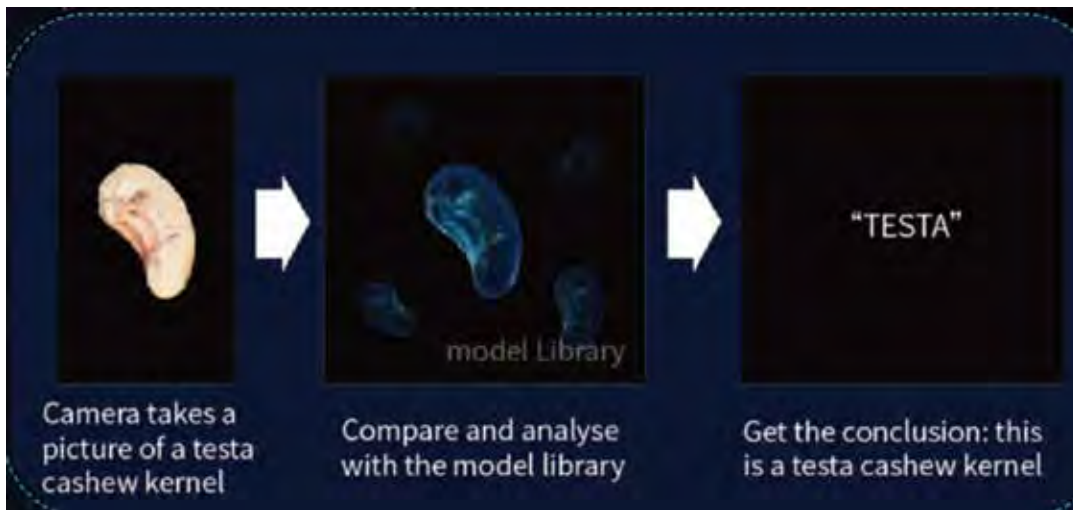 Camera takes a
picture of a testa
cashew kernel
model Library
Compare and analyse
with the model library
“TESTA”
Get the conclusion: this
is a testa cashew kernel